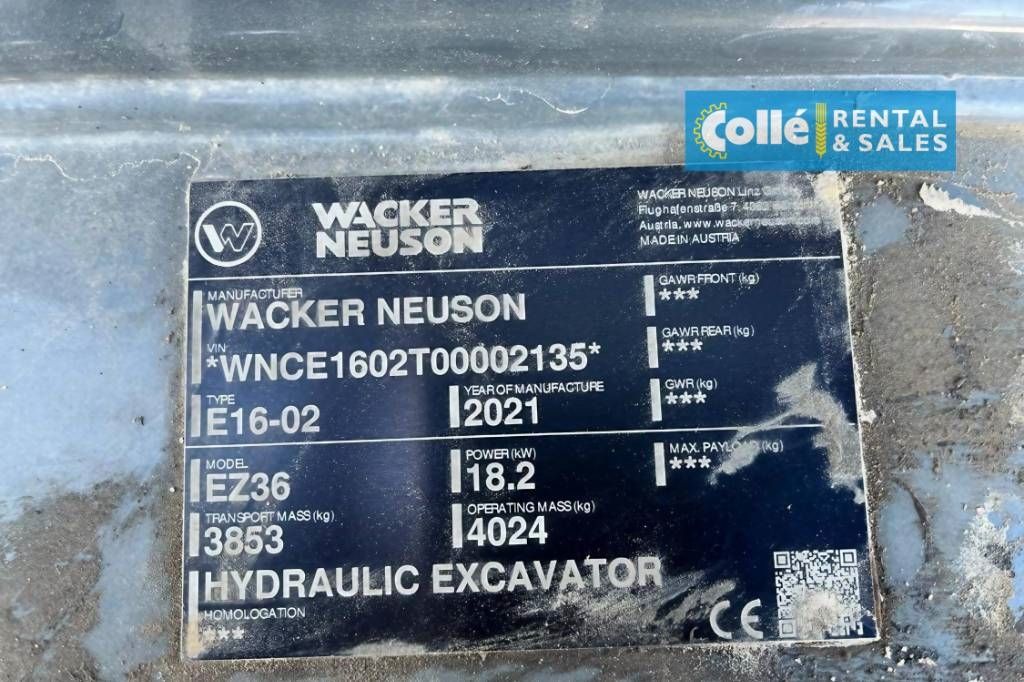 Collé RENTAL
& SALES
WACKER
NEUSON
WACKER NEUSON Linz
Flughafenstraße 7,
Austria, www.
MADE IN AUSTRIA
MANUFACTURER
WACKER NEUSON
VIN
*WNCE1602T00002135*
TYPE
E16-02
YEAR OF MANUFACTURE
2021
GAWR FRONT (kg)
***
GAWR REAR (kg)
***
GWR (kg)
***
MODEL
EZ36
POWER (kW)
18.2
MAX. PAYLOAD (kg)
***
TRANSPORT MASS (kg)
3853
OPERATING MASS (kg)
4024
HYDRAULIC EXCAVATOR
HOMOLOGATION
***
CE